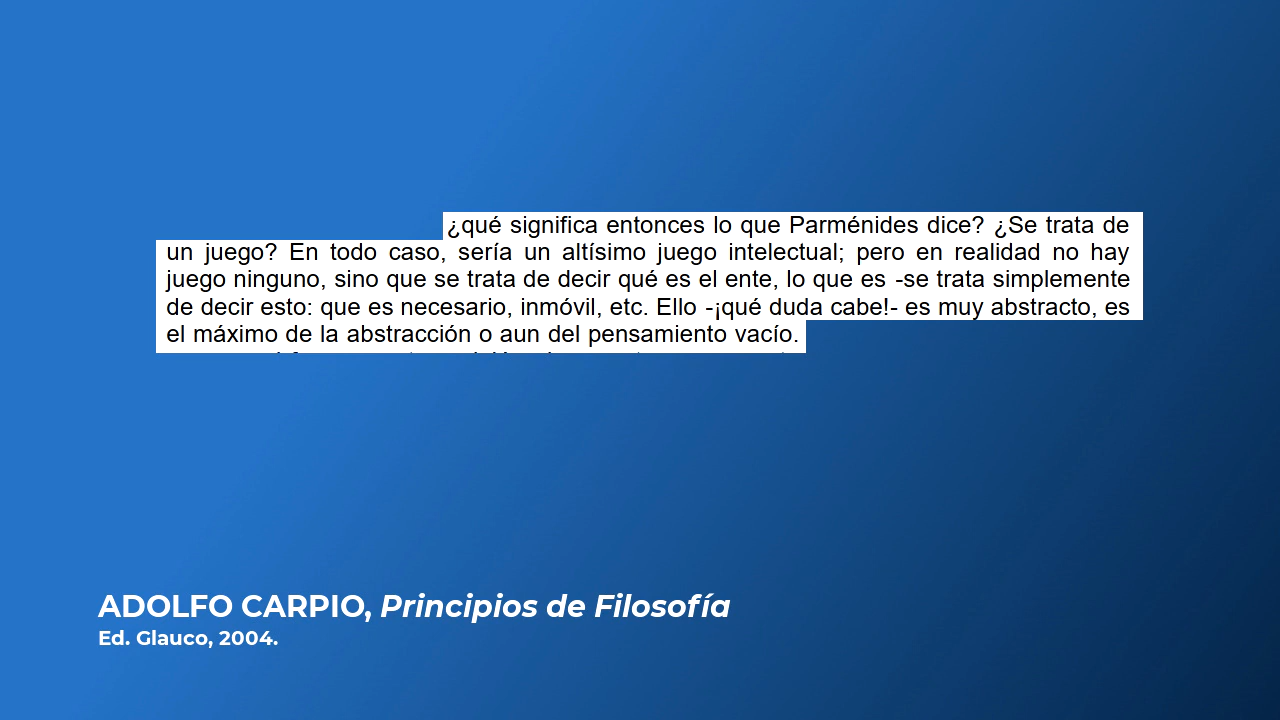 ¿qué significa entonces lo que Parménides dice? ¿Se trata de
un juego? En todo caso, sería un altísimo juego intelectual; pero en realidad no hay
juego ninguno, sino que se trata de decir qué es el ente, lo que es -se trata simplemente
de decir esto: que es necesario, inmóvil, etc. Ello -¡qué duda cabe!- es muy abstracto, es
el máximo de la abstracción o aun del pensamiento vacío.
ADOLFO CARPIO, Principios de Filosofía
Ed. Glauco, 2004.